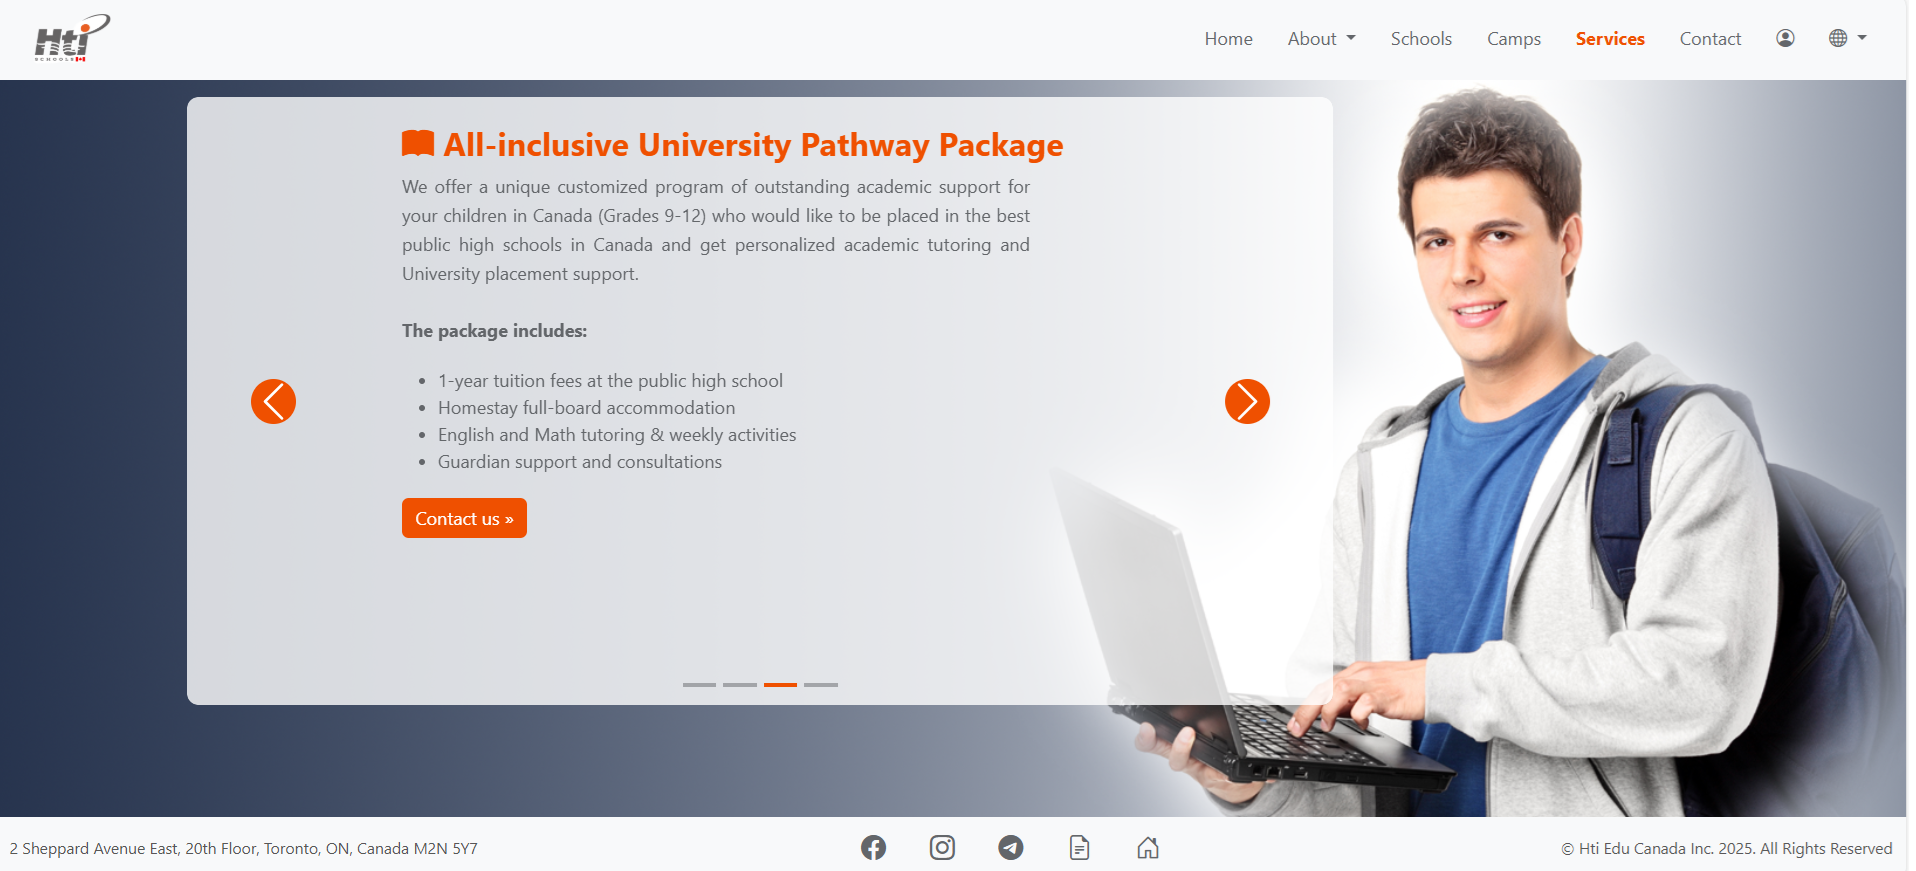 Hti
SCHOOLS
Home About Schools Camps Services Contact
All-inclusive University Pathway Package
We offer a unique customized program of outstanding academic support for
your children in Canada (Grades 9-12) who would like to be placed in the best
public high schools in Canada and get personalized academic tutoring and
University placement support.
The package includes:
• 1-year tuition fees at the public high school
• Homestay full-board accommodation
• English and Math tutoring & weekly activities
• Guardian support and consultations
Contact us »
2 Sheppard Avenue East, 20th Floor, Toronto, ON, Canada M2N 5Y7
© Hti Edu Canada Inc. 2025. All Rights Reserved